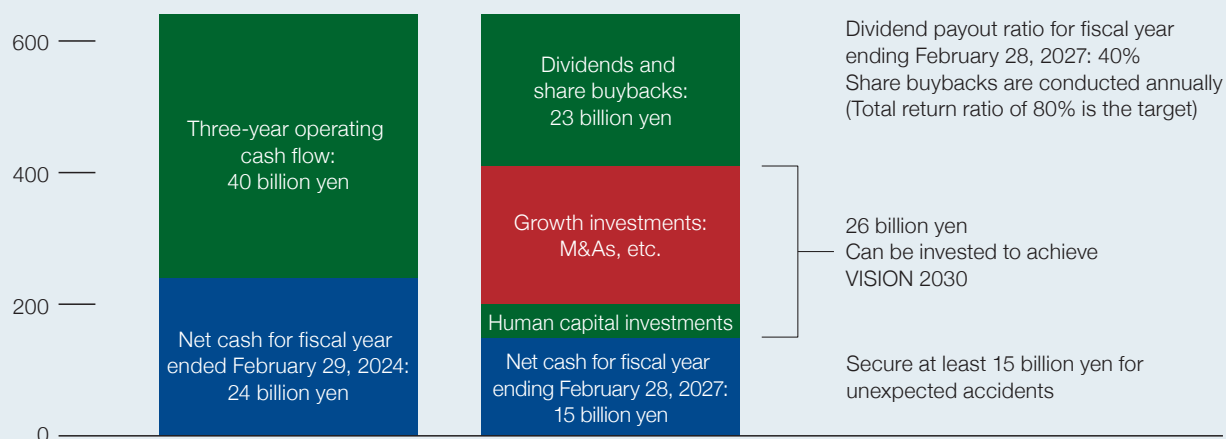 600
400
200
0
Three-year operating
cash flow:
40 billion yen
Net cash for fiscal year
ended February 29, 2024:
24 billion yen
Dividends and
share buybacks:
23 billion yen
Growth investments:
M&As, etc.
Human capital investments
Net cash for fiscal year
ending February 28, 2027:
15 billion yen
Dividend payout ratio for fiscal year
ending February 28, 2027: 40%
Share buybacks are conducted annually
(Total return ratio of 80% is the target)
26 billion yen
Can be invested to achieve
VISION 2030
Secure at least 15 billion yen for
unexpected accidents